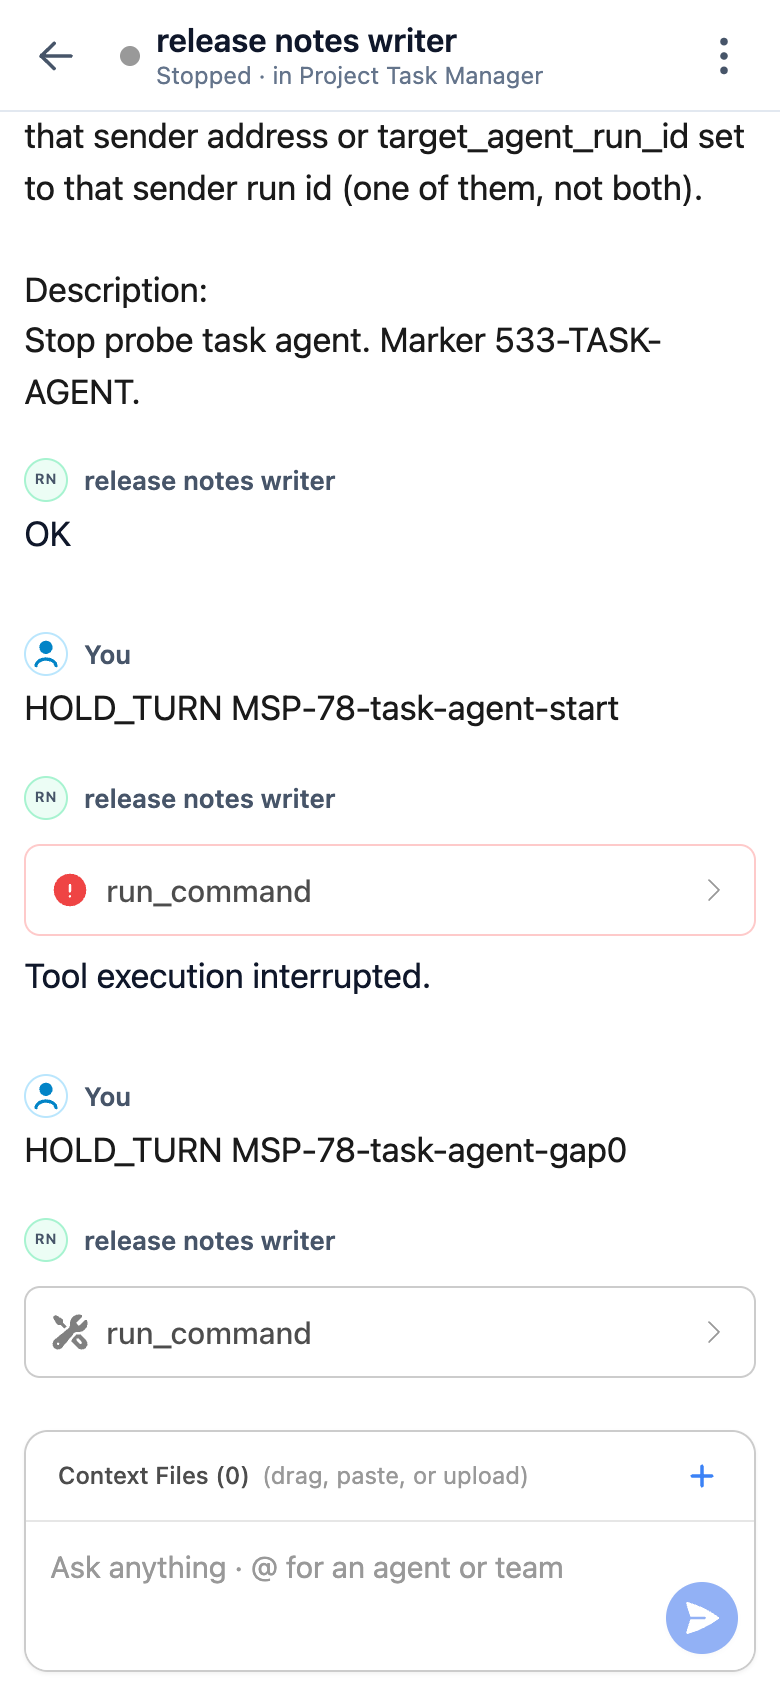 release notes writer
Stopped · in Project Task Manager
that sender address or target_agent_run_id set
to that sender run id (one of them, not both).
Description:
Stop probe task agent. Marker 533-TASK-
AGENT.
RN release notes writer
OK
You
HOLD_TURN MSP-78-task-agent-start
RN release notes writer
run_command
Tool execution interrupted.
You
HOLD_TURN MSP-78-task-agent-gap0
RN release notes writer
run_command
Context Files (0) (drag, paste, or upload)
Ask anything · @ for an agent or team